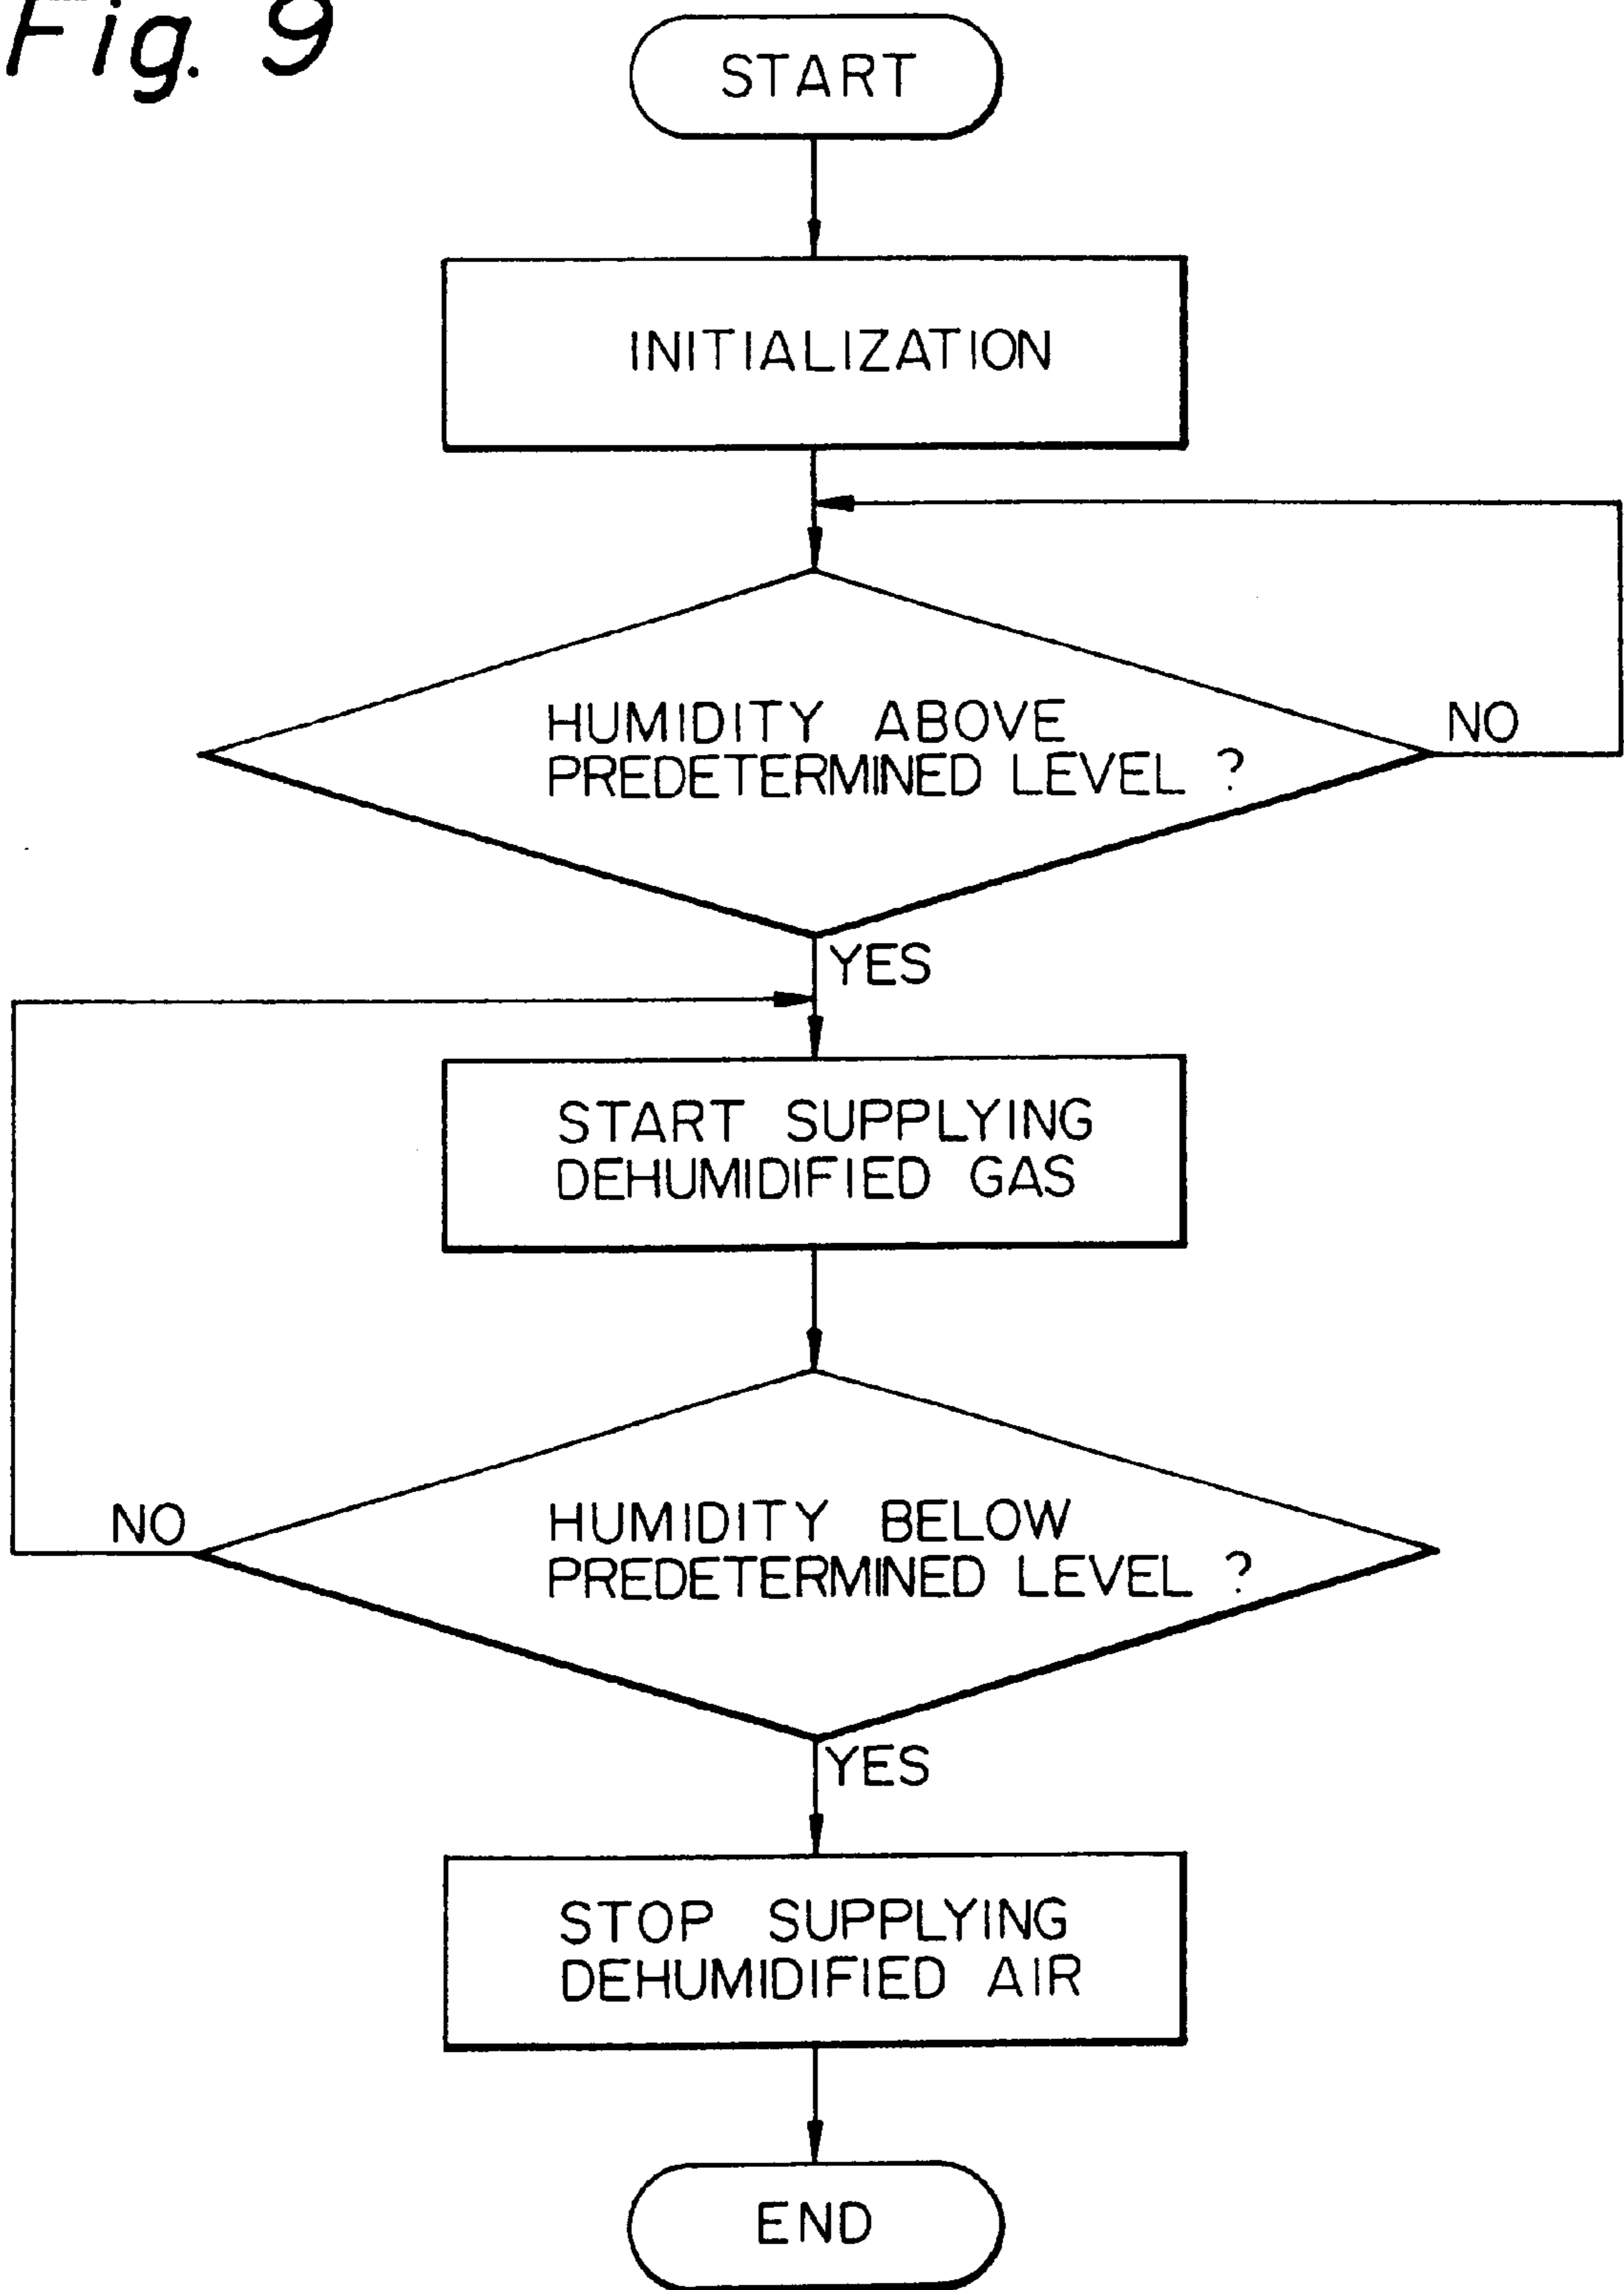 Fig. 9
START
INITIALIZATION
HUMIDITY ABOVE
PREDETERMINED LEVEL ?
NO
YES
START SUPPLYING
DEHUMIDIFIED GAS
NO
HUMIDITY BELOW
PREDETERMINED LEVEL ?
YES
STOP SUPPLYING
DEHUMIDIFIED AIR
END